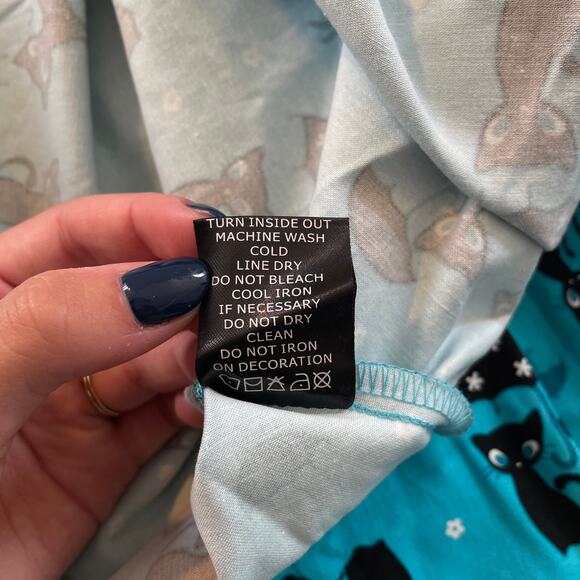 TURN INSIDE OUT
MACHINE WASH
COLD
LINE DRY
DO NOT BLEACH
COOL IRON
IF NECESSARY
DO NOT DRY
CLEAN
DO NOT IRON
ON DECORATION